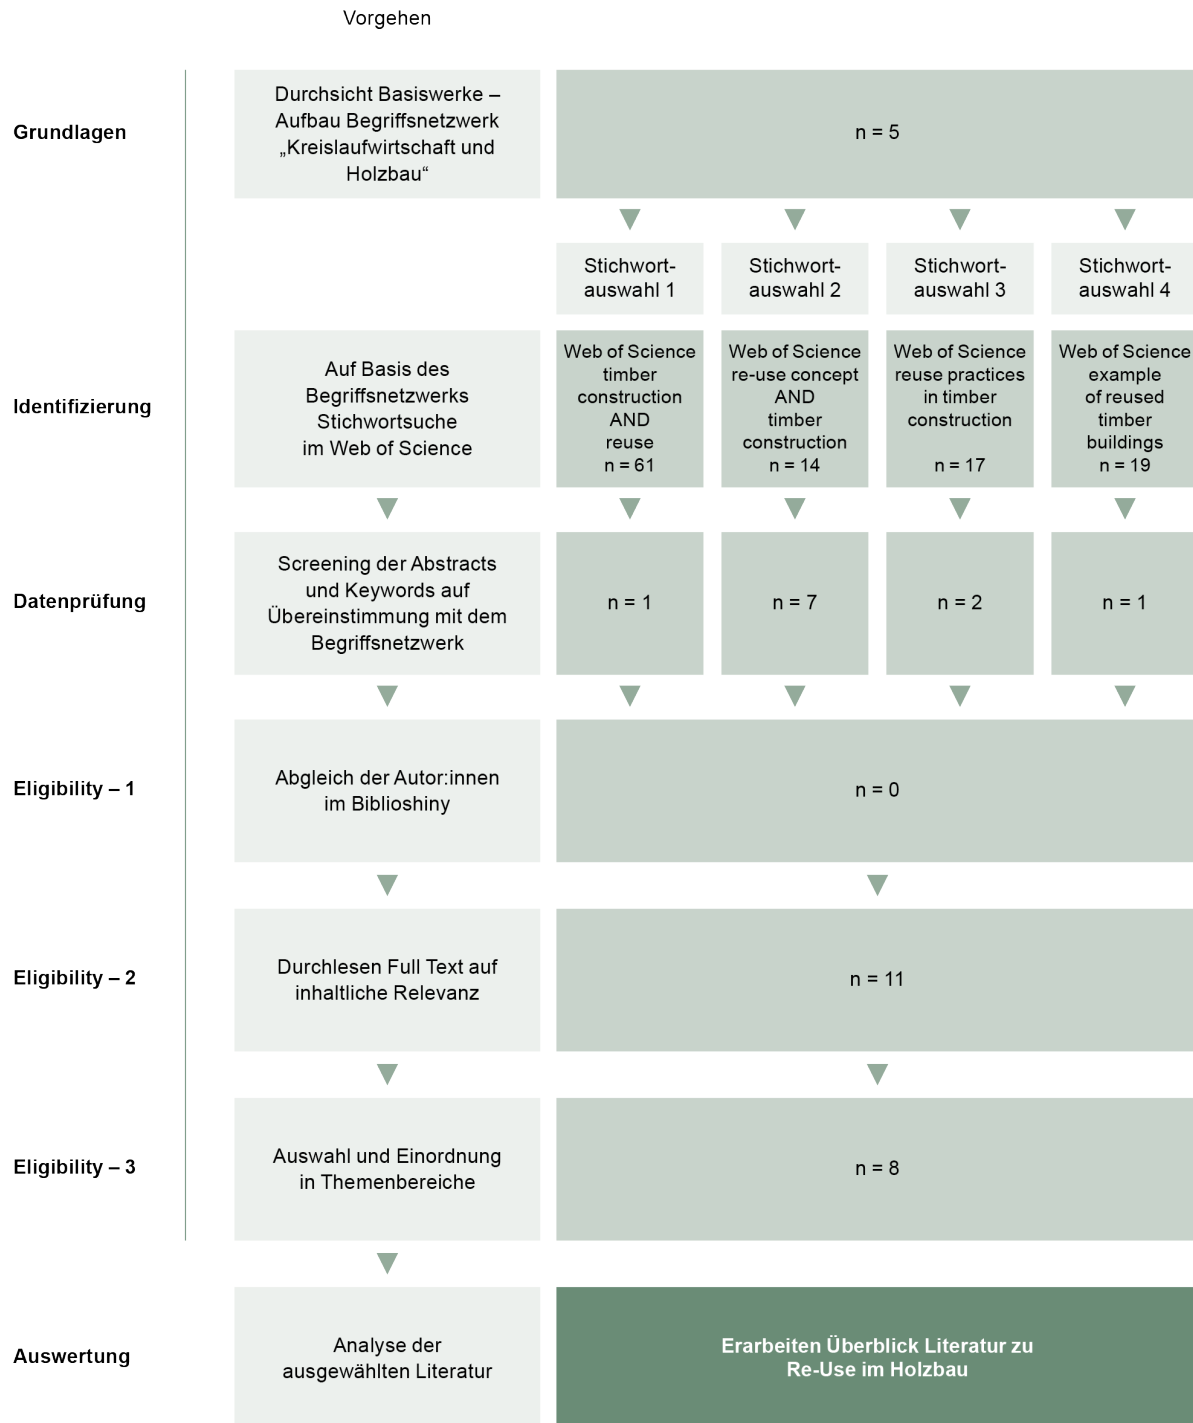 Vorgehen
Grundlagen
Durchsicht Basiswerke –
Aufbau Begriffsnetzwerk
„Kreislaufwirtschaft und
Holzbau“
n = 5
Stichwort-
auswahl 1
Stichwort-
auswahl 2
Stichwort-
auswahl 3
Stichwort-
auswahl 4
Identifizierung
Auf Basis des
Begriffsnetzwerks
Stichwortsuche
im Web of Science
Web of Science
timber
construction
AND
reuse
n = 61
Web of Science
re-use concept
AND
timber
construction
n = 14
Web of Science
reuse practices
in timber
construction
n = 17
Web of Science
example
of reused
timber
buildings
n = 19
Datenprüfung
Screening der Abstracts
und Keywords auf
Übereinstimmung mit dem
Begriffsnetzwerk
n = 1
n = 7
n = 2
n = 1
Eligibility – 1
Abgleich der Autor:innen
im Biblioshiny
n = 0
Eligibility – 2
Durchlesen Full Text auf
inhaltliche Relevanz
n = 11
Eligibility – 3
Auswahl und Einordnung
in Themenbereiche
n = 8
Auswertung
Analyse der
ausgewählten Literatur
Erarbeiten Überblick Literatur zu
Re-Use im Holzbau